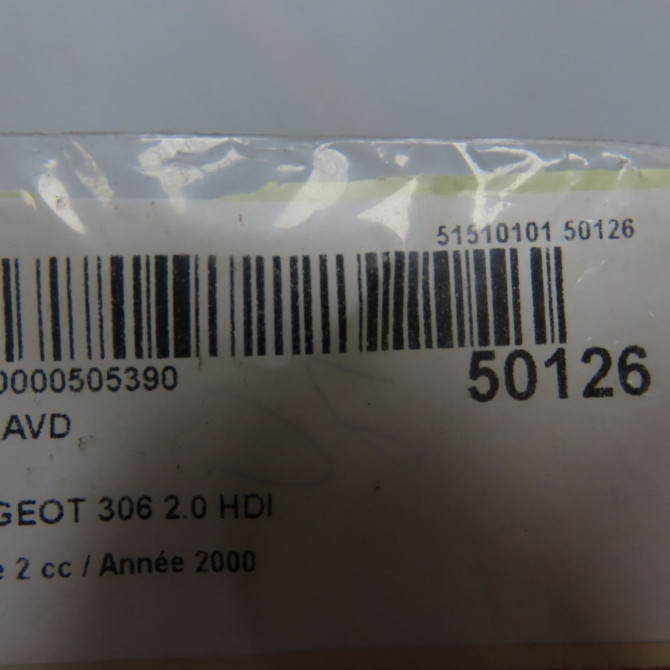 51510101 50126
0000505390
50126
AVD
GEOT 306 2.0 HDI
e 2 cc / Année 2000